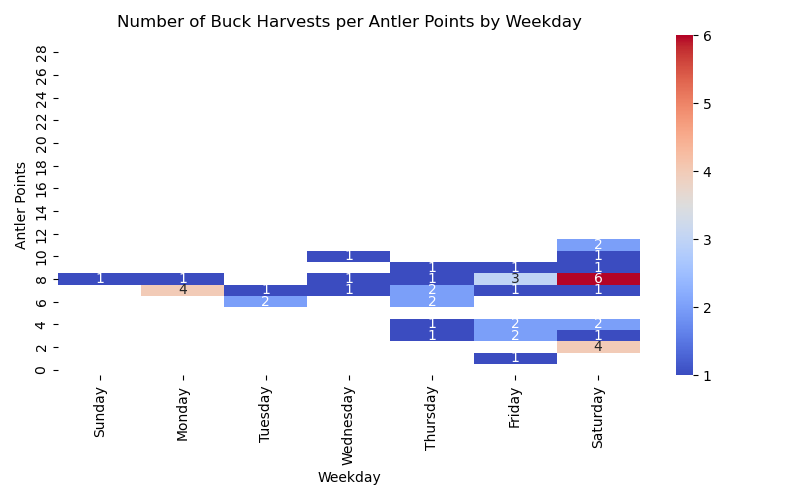 Number of Buck Harvests per Antler Points by Weekday
Antler Points
28
26
24
22
20
18
16
14
12
10
8
6
4
2
0
2
1 1
1 1 1
1 1 1 1 3 6
4 1 1 2 1 1
2 2
1 2 2
1 2 1
4
1
Sunday Monday Tuesday Wednesday Thursday Friday Saturday
Weekday
6
5
4
3
2
1